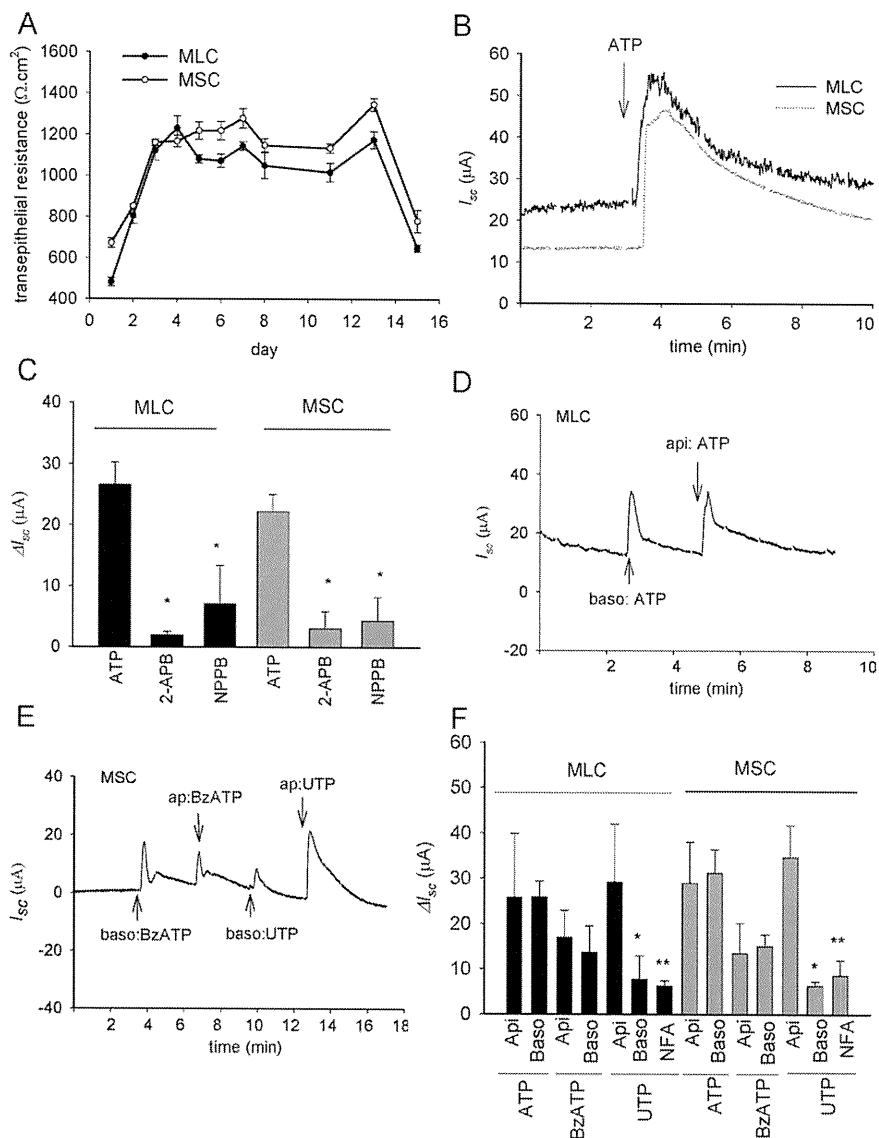 A
transepithelial resistance (Ω.cm²)
1600
1400
1200
1000
800
600
400
MLC
MSC
0 2 4 6 8 10 12 14 16
day
B
ATP
Isc (μA)
60
50
40
30
20
10
0
MLC
MSC
2 4 6 8 10
time (min)
C
MLC MSC
ΔIsc (μA)
40
30
20
10
0
* * * *
ATP 2-APB NPPB ATP 2-APB NPPB
D
MLC
Isc (μA)
60
40
20
0
-20
api: ATP
baso: ATP
2 4 6 8 10
time (min)
E
MSC
Isc (μA)
40
20
0
-20
-40
ap:BzATP
ap:UTP
baso:BzATP
baso:UTP
2 4 6 8 10 12 14 16 18
time (min)
F
MLC MSC
ΔIsc (μA)
60
50
40
30
20
10
0
* ** * **
Api Baso Api Baso Api Baso NFA Api Baso Api Baso Api Baso NFA
ATP BzATP UTP ATP BzATP UTP